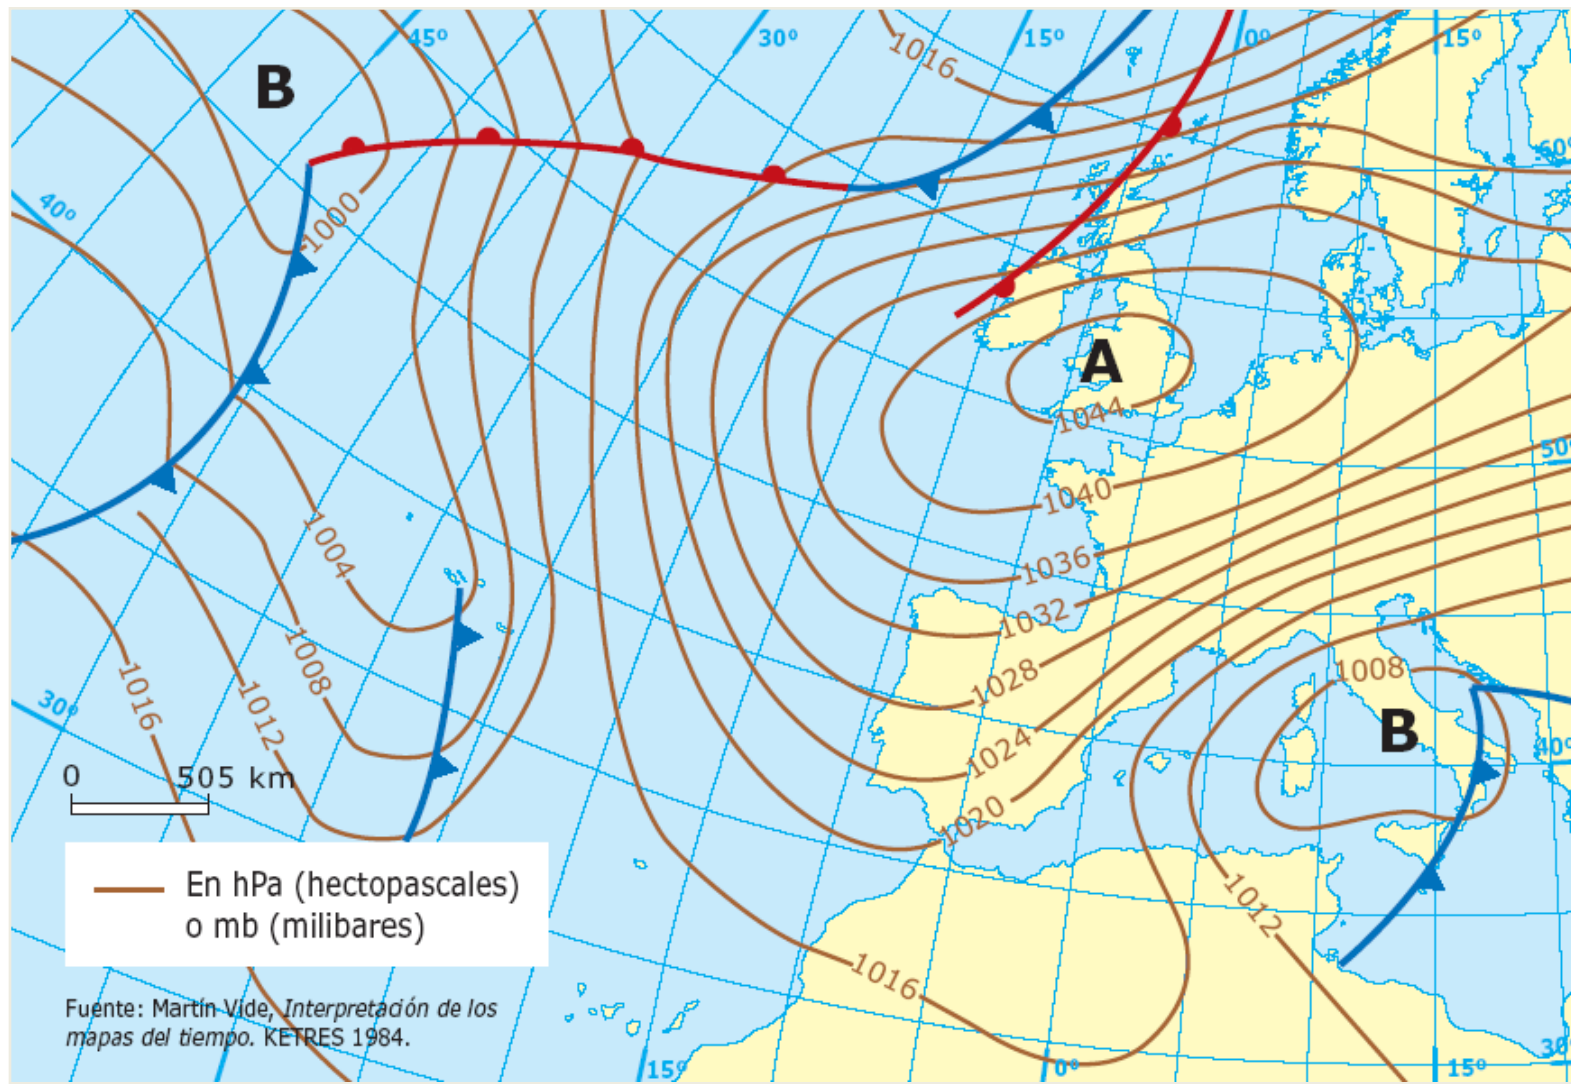 45º
30º
15º
0º
15º
1016
B
60º
40º
1000
A
1044
50º
1040
1004
1036
1032
1008
1028
1008
1016
1012
30º
B
1024
40º
0
505 km
1020
En hPa (hectopascales)
o mb (milibares)
1012
1016
Fuente: Martín Vide, Interpretación de los
mapas del tiempo. KETRES 1984.
15º
0º
15º
30º